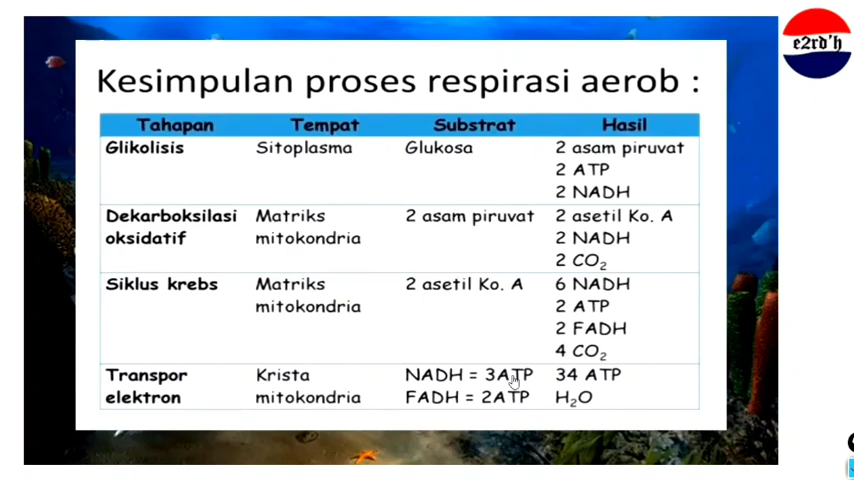 e2rd'h
Kesimpulan proses respirasi aerob :
Tahapan Tempat Substrat Hasil
Glikolisis Sitoplasma Glukosa 2 asam piruvat
2 ATP
2 NADH
Dekarboksilasi Matriks 2 asam piruvat 2 asetil Ko. A
oksidatif mitokondria 2 NADH
2 CO₂
Siklus krebs Matriks 2 asetil Ko. A 6 NADH
mitokondria 2 ATP
2 FADH
4 CO₂
Transpor Krista NADH = 3ATP 34 ATP
elektron mitokondria FADH = 2ATP H₂O